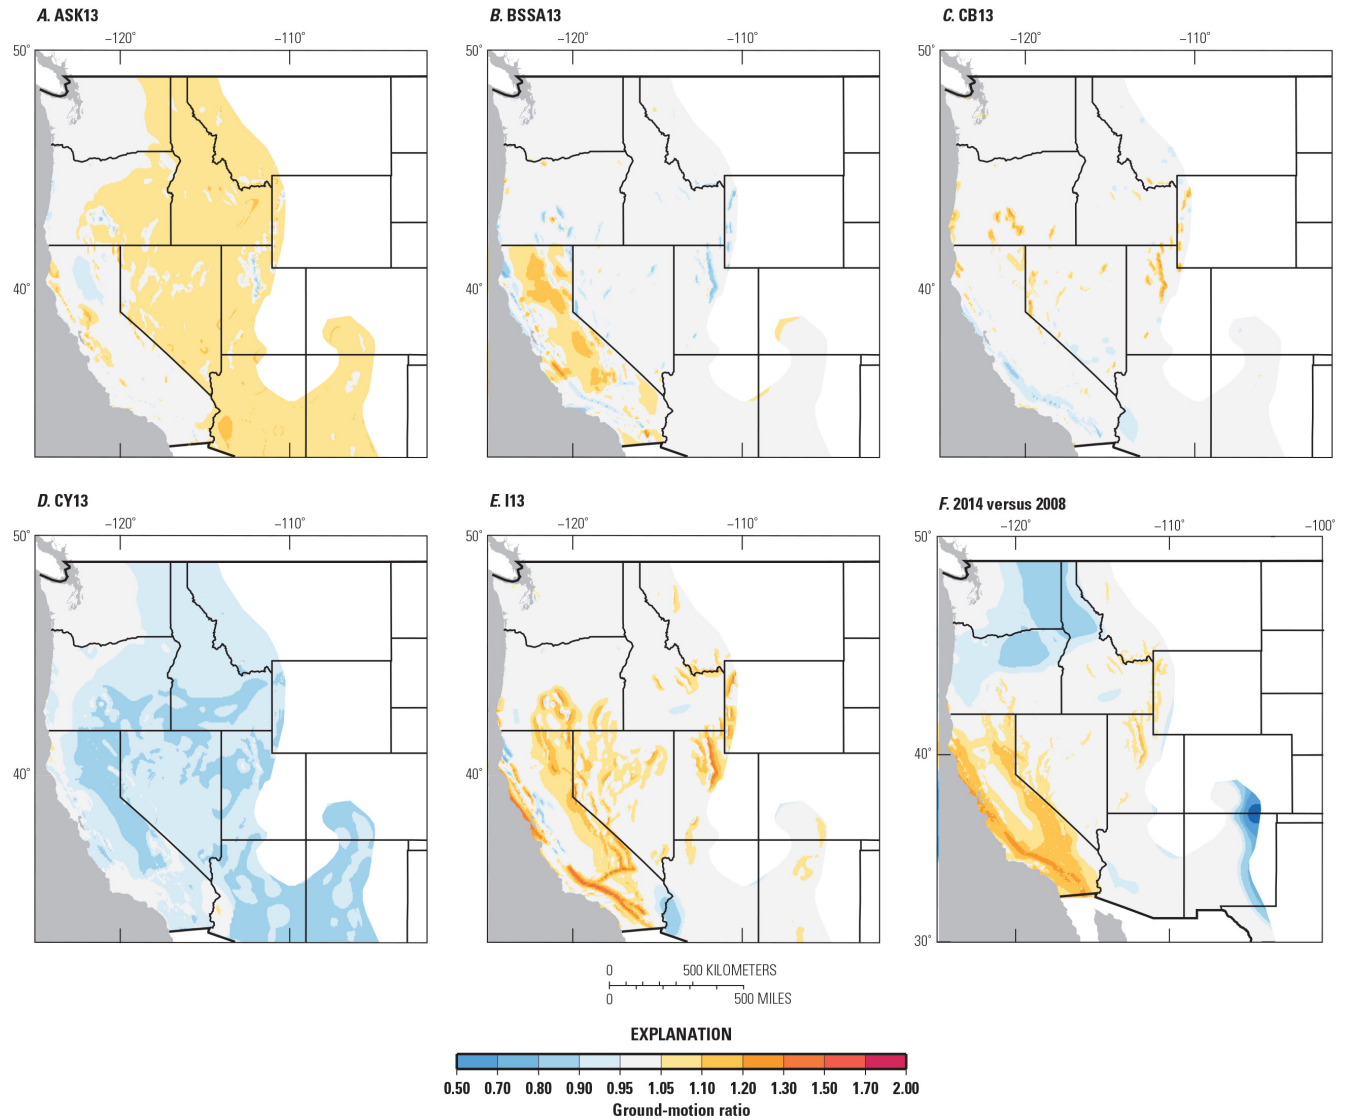 A. ASK13
B. BSSA13
C. CB13
−120° −110°
−120° −110°
−120° −110°
50°
50°
50°
40°
40°
40°
D. CY13
E. I13
F. 2014 versus 2008
−120° −110°
−120° −110°
−120° −110° −100°
50°
50°
50°
40°
40°
40°
30°
0 500 KILOMETERS
0 500 MILES
EXPLANATION
0.50 0.70 0.80 0.90 0.95 1.05 1.10 1.20 1.30 1.50 1.70 2.00
Ground-motion ratio